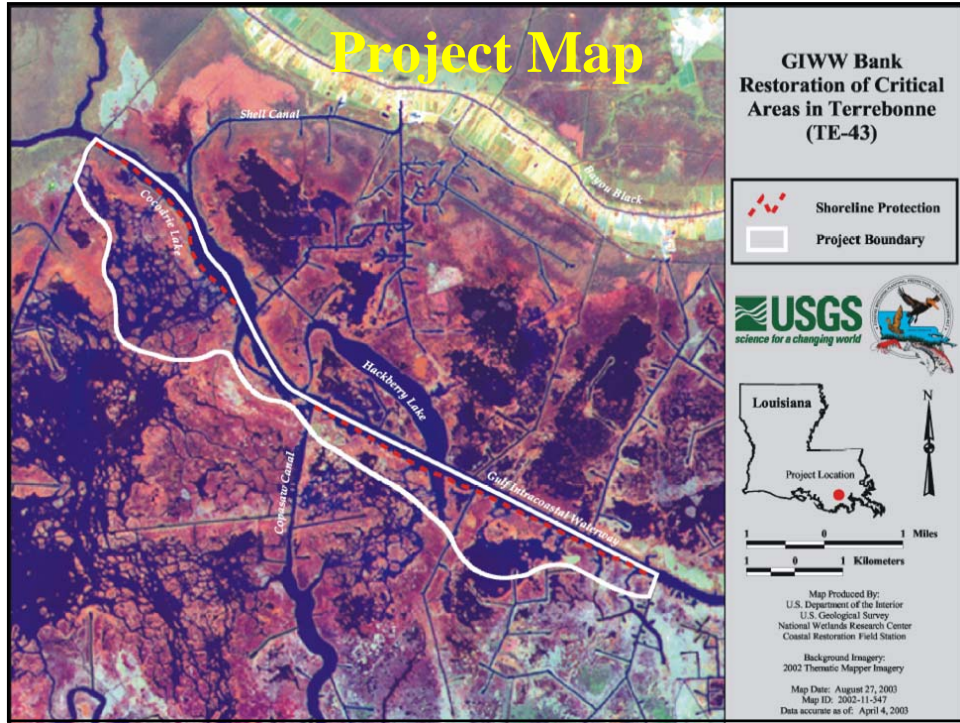 Project Map
Shell Canal
Bayou Black
Cocodrie Lake
Hackberry Lake
Copasaw Canal
Gulf Intracoastal Waterway
GIWW Bank
Restoration of Critical
Areas in Terrebonne
(TE-43)
Shoreline Protection
Project Boundary
USGS
science for a changing world
N
Louisiana
Project Location
1 0 1 Miles
1 0 1 Kilometers
Map Produced By:
U.S. Department of the Interior
U.S. Geological Survey
National Wetlands Research Center
Coastal Restoration Field Station
Background Imagery:
2002 Thematic Mapper Imagery
Map Date: August 27, 2003
Map ID: 2002-11-547
Data accurate as of: April 4, 2003